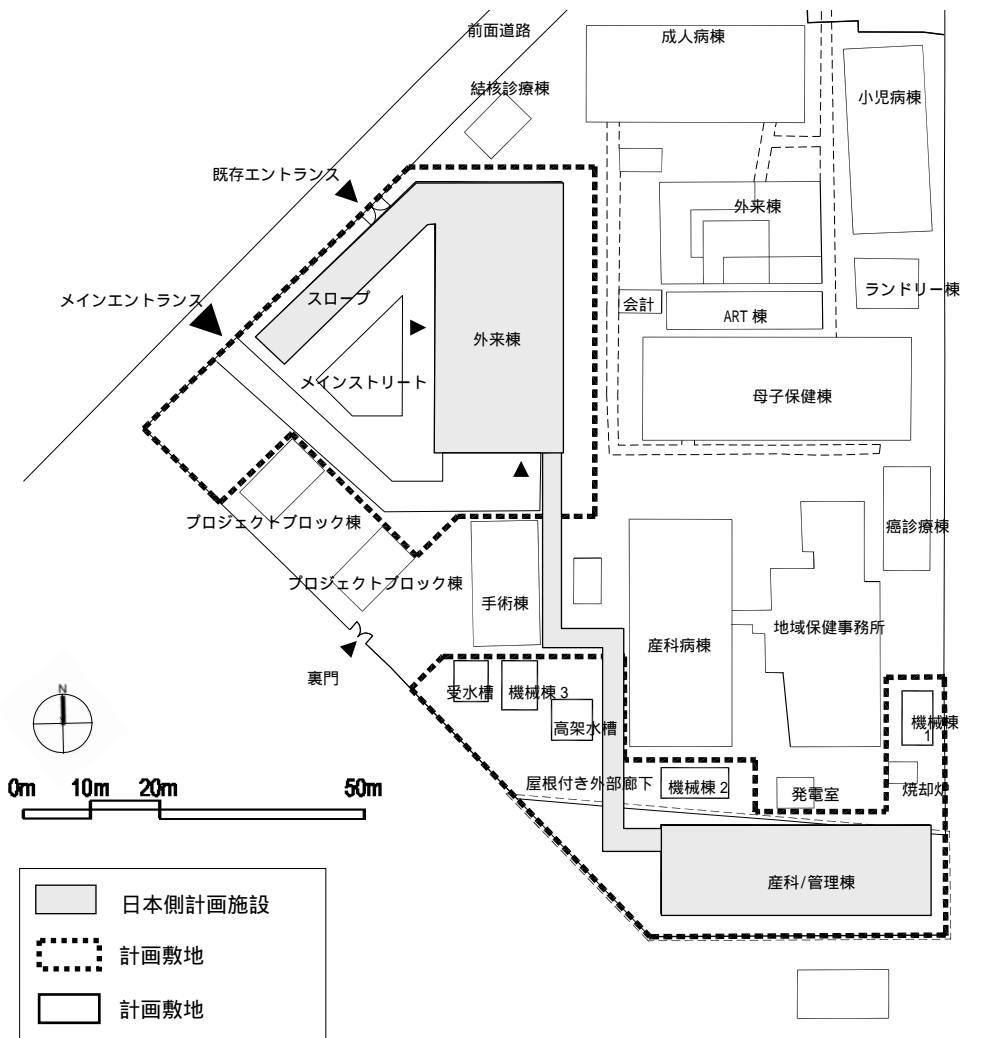 前面道路
成人病棟
結核診療棟
小児病棟
既存エントランス
外来棟
メインエントランス
スロープ
会計
ランドリー棟
ART 棟
外来棟
メインストリート
母子保健棟
プロジェクトブロック棟
癌診療棟
プロジェクトブロック棟
手術棟
産科病棟
地域保健事務所
裏門
受水槽
機械棟 3
高架水槽
機械棟
1
N
屋根付き外部廊下
機械棟 2
発電室
焼却炉
0m 10m 20m 50m
産科/管理棟
日本側計画施設
計画敷地
計画敷地